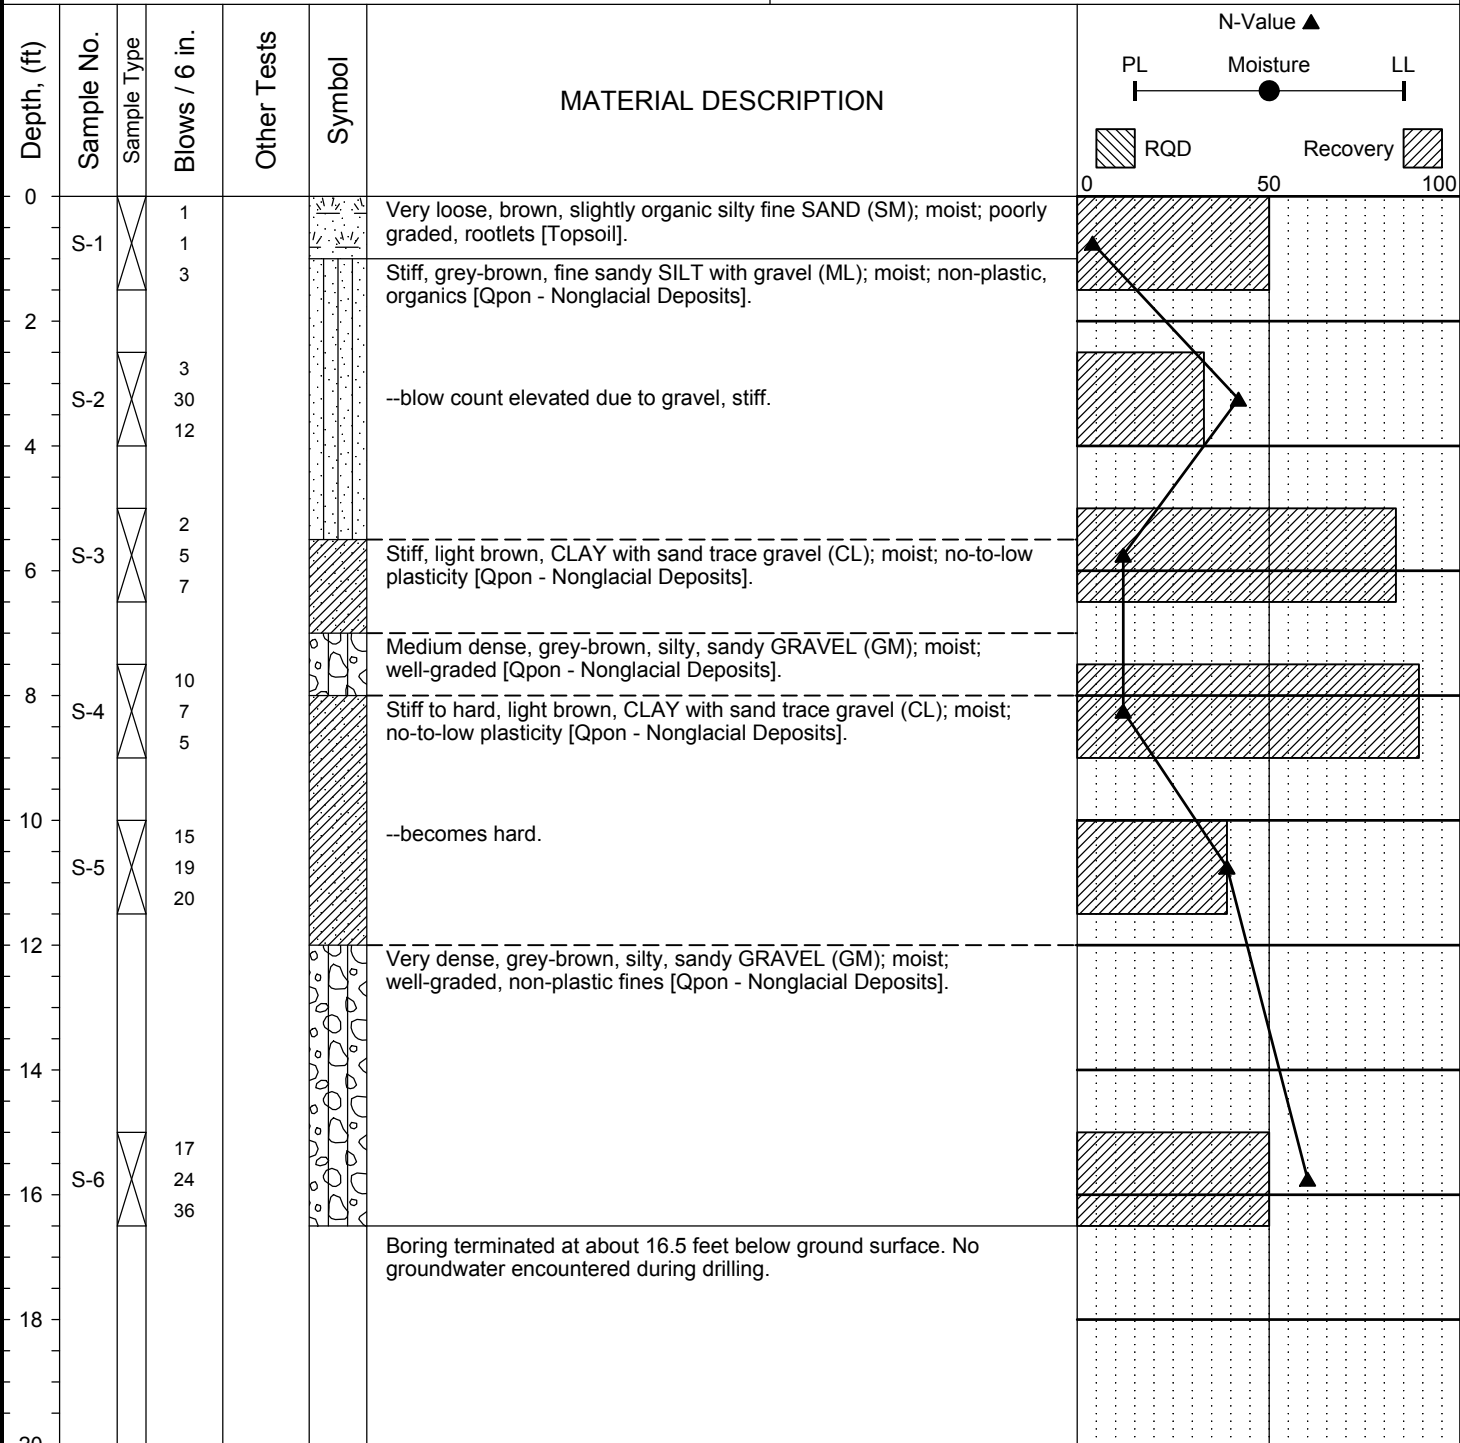 Depth, (ft)
Sample No.
Sample Type
Blows / 6 in.
Other Tests
Symbol
MATERIAL DESCRIPTION
N-Value
PL Moisture LL
RQD Recovery
0 50 100
0
S-1
1
1
3
Very loose, brown, slightly organic silty fine SAND (SM); moist; poorly
graded, rootlets [Topsoil].
Stiff, grey-brown, fine sandy SILT with gravel (ML); moist; non-plastic,
organics [Qpon - Nonglacial Deposits].
2
S-2
3
30
12
--blow count elevated due to gravel, stiff.
4
S-3
2
5
7
Stiff, light brown, CLAY with sand trace gravel (CL); moist; no-to-low
plasticity [Qpon - Nonglacial Deposits].
6
Medium dense, grey-brown, silty, sandy GRAVEL (GM); moist;
well-graded [Qpon - Nonglacial Deposits].
8
S-4
10
7
5
Stiff to hard, light brown, CLAY with sand trace gravel (CL); moist;
no-to-low plasticity [Qpon - Nonglacial Deposits].
10
S-5
15
19
20
--becomes hard.
12
Very dense, grey-brown, silty, sandy GRAVEL (GM); moist;
well-graded, non-plastic fines [Qpon - Nonglacial Deposits].
14
S-6
17
24
36
16
Boring terminated at about 16.5 feet below ground surface. No
groundwater encountered during drilling.
18
20